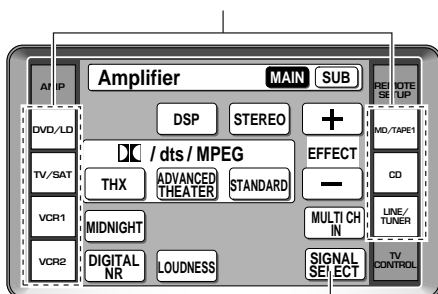 AMP
Amplifier
MAIN
SUB
REMOTE
SETUP
DVD/LD
DSP
STEREO
+
MD/TAPE1
/ dts / MPEG
EFFECT
TV/SAT
THX
ADVANCED
THEATER
STANDARD
–
CD
VCR1
MIDNIGHT
MULTI CH
IN
LINE/
TUNER
VCR2
DIGITAL
NR
LOUDNESS
SIGNAL
SELECT
TV
CONTROL